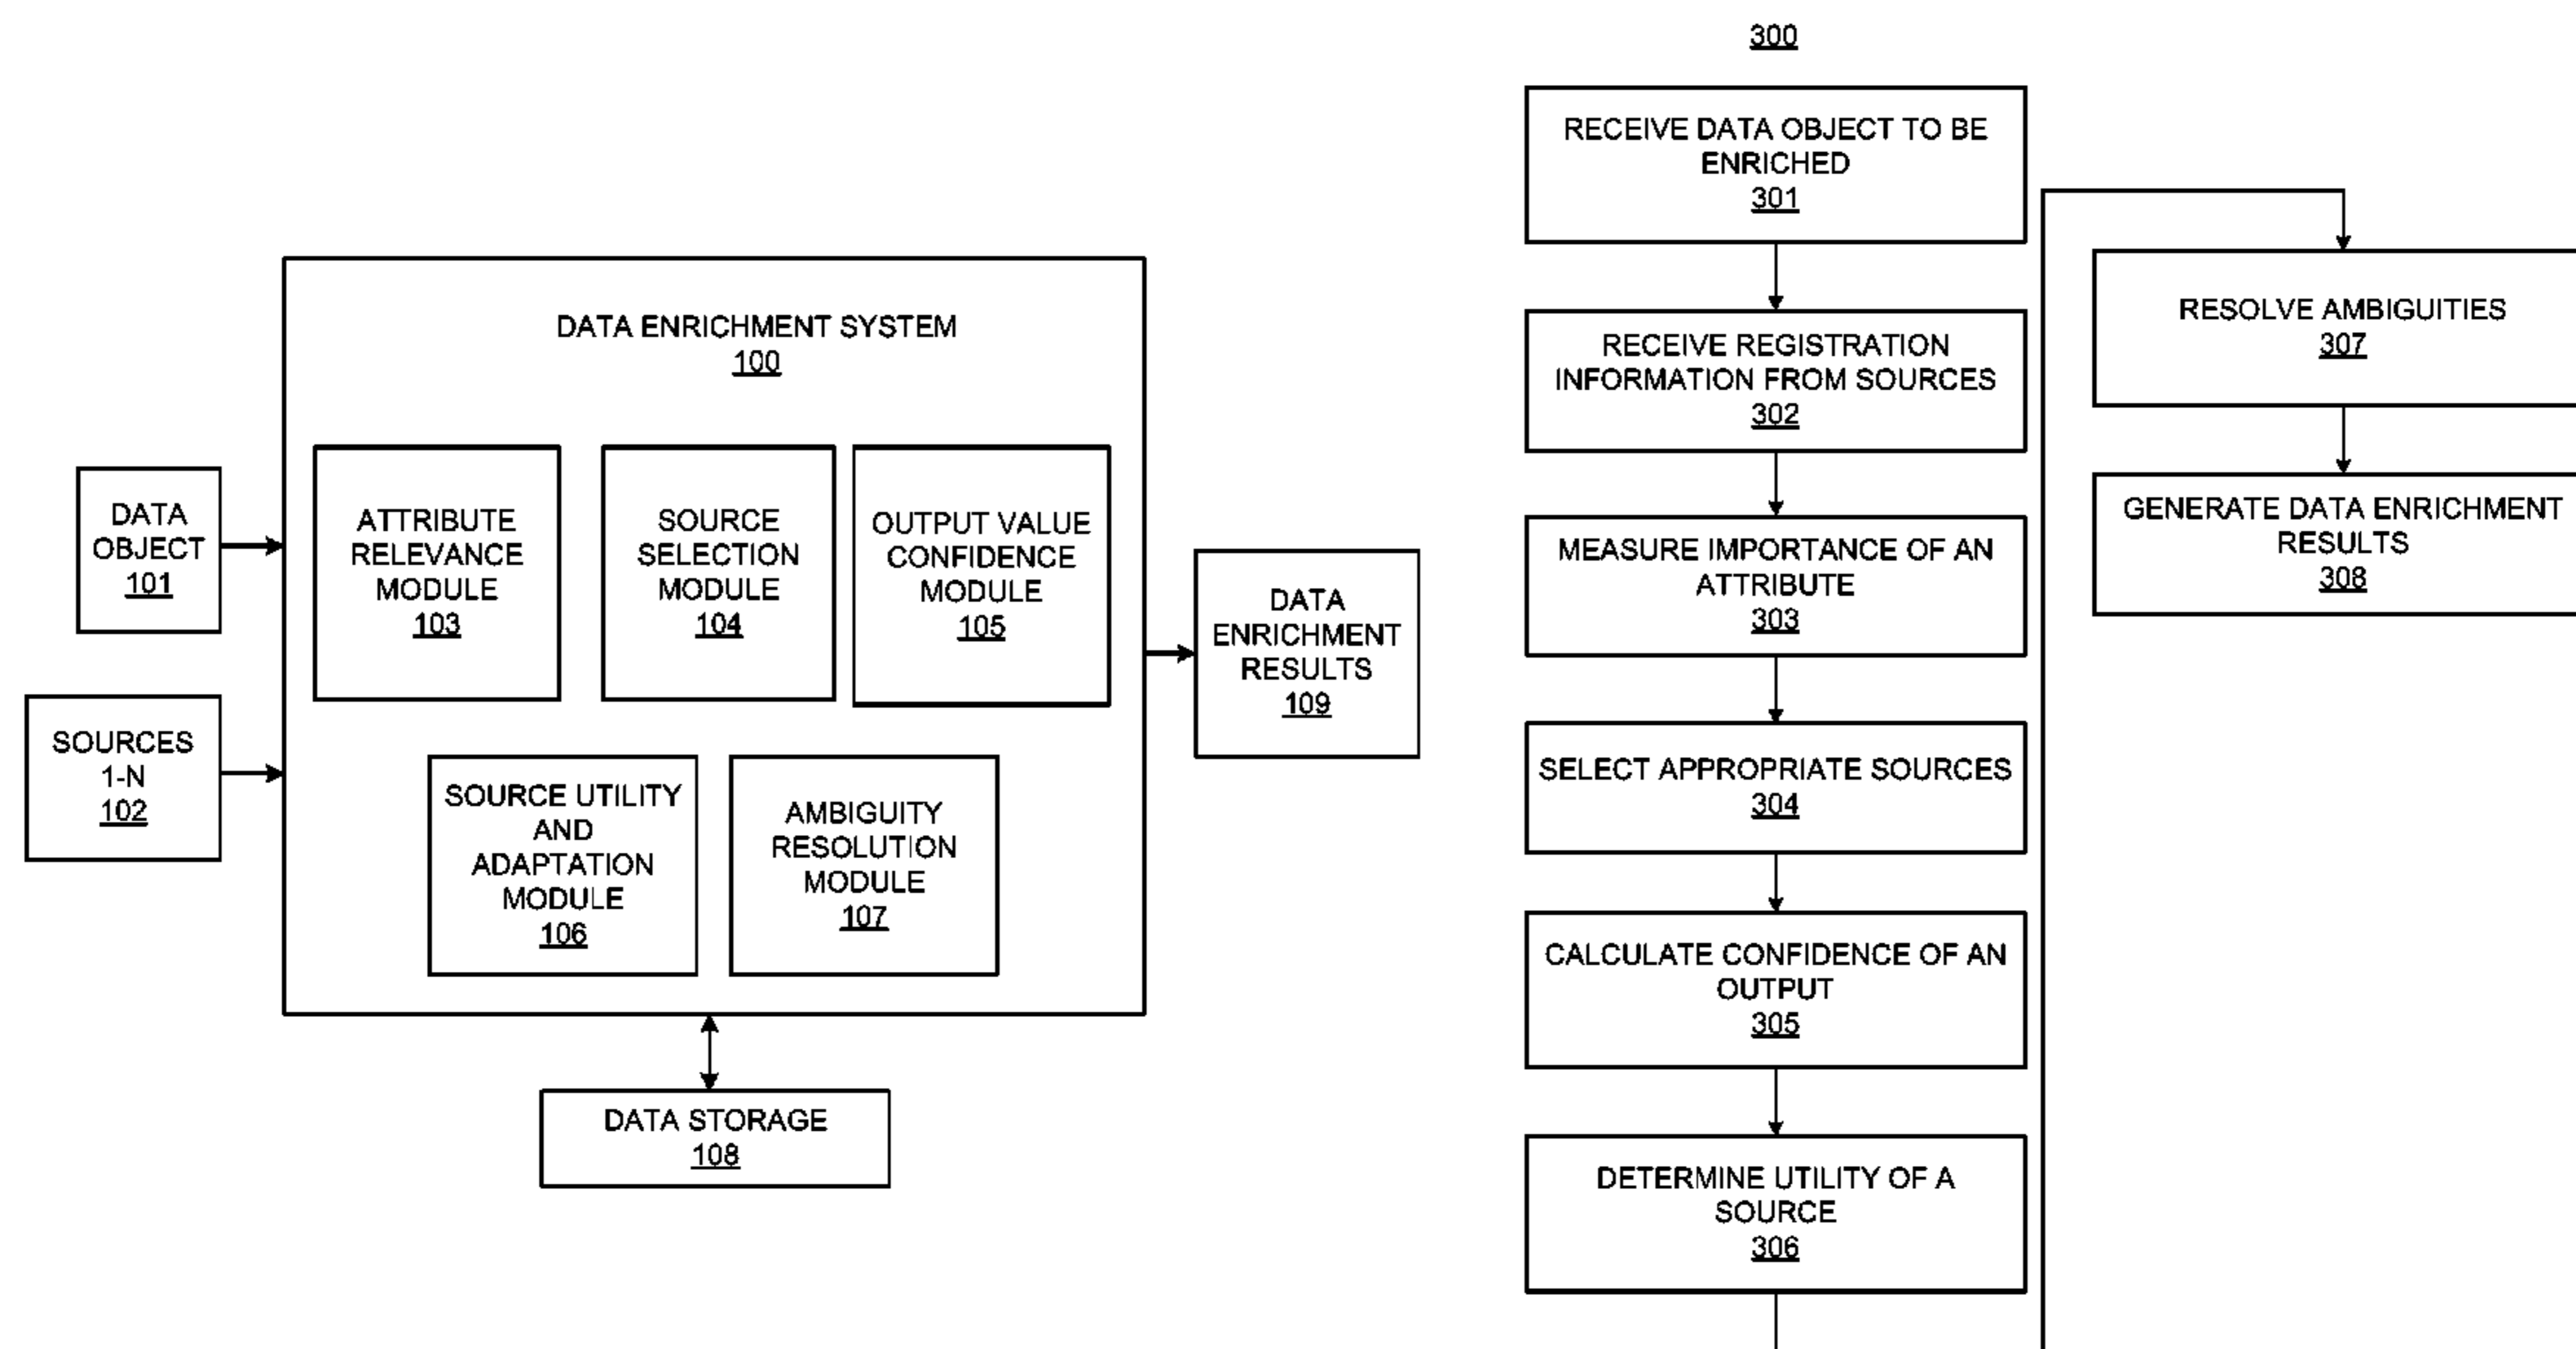 DATA ENRICHMENT SYSTEM
100
DATA
OBJECT
101
SOURCES
1-N
102
ATTRIBUTE
RELEVANCE
MODULE
103
SOURCE
SELECTION
MODULE
104
OUTPUT VALUE
CONFIDENCE
MODULE
105
SOURCE UTILITY
AND
ADAPTATION
MODULE
106
AMBIGUITY
RESOLUTION
MODULE
107
DATA STORAGE
108
DATA
ENRICHMENT
RESULTS
109
300
RECEIVE DATA OBJECT TO BE
ENRICHED
301
RECEIVE REGISTRATION
INFORMATION FROM SOURCES
302
MEASURE IMPORTANCE OF AN
ATTRIBUTE
303
SELECT APPROPRIATE SOURCES
304
CALCULATE CONFIDENCE OF AN
OUTPUT
305
DETERMINE UTILITY OF A
SOURCE
306
RESOLVE AMBIGUITIES
307
GENERATE DATA ENRICHMENT
RESULTS
308